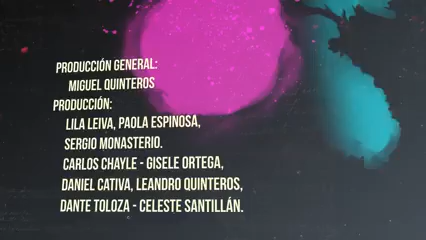 PRODUCCIÓN GENERAL:
MIGUEL QUINTEROS
PRODUCCIÓN:
LILA LEIVA, PAOLA ESPINOSA,
SERGIO MONASTERIO.
CARLOS CHAYLE - GISELE ORTEGA,
DANIEL CATIVA, LEANDRO QUINTEROS,
DANTE TOLOZA - CELESTE SANTILLÁN.